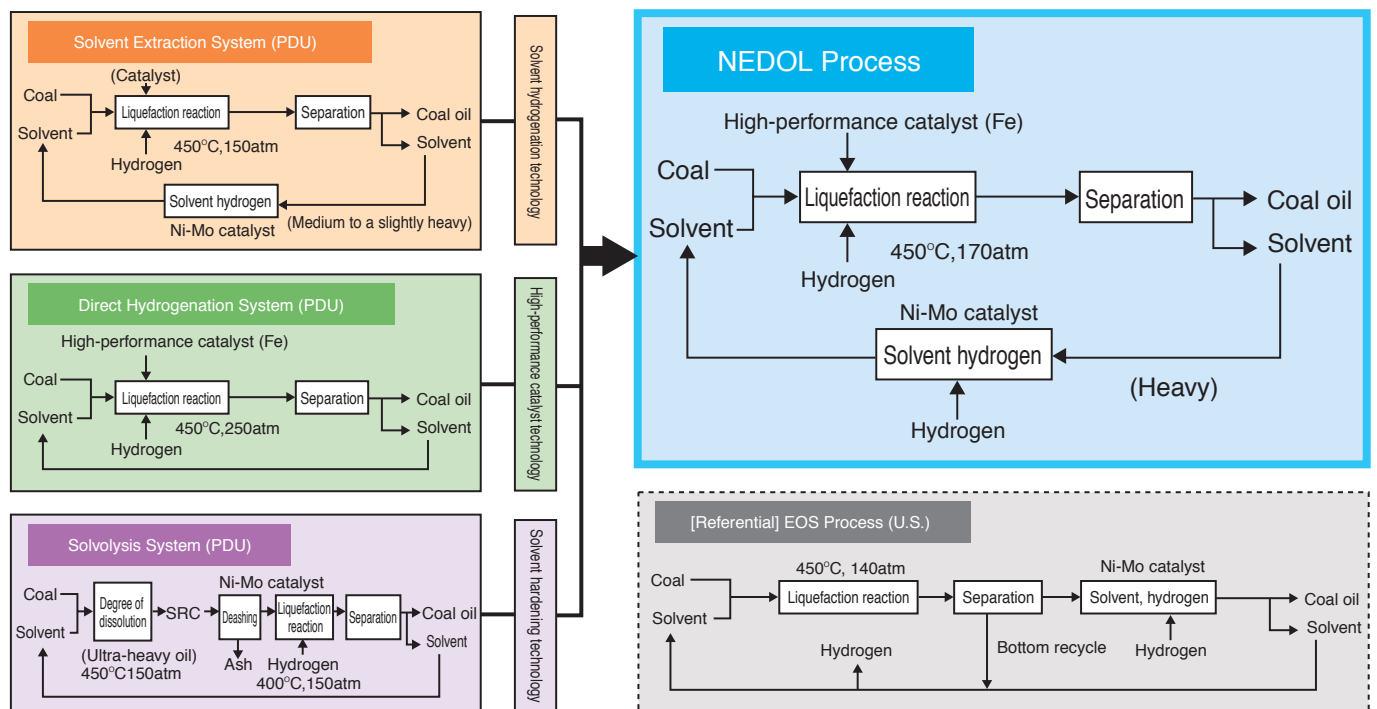 Solvent Extraction System (PDU)
(Catalyst)
Coal
Liquefaction reaction
Separation
Coal oil
Solvent
Solvent
450°C,150atm
Hydrogen
Solvent hydrogen
(Medium to a slightly heavy)
Ni-Mo catalyst
Solvent hydrogenation technology
Direct Hydrogenation System (PDU)
High-performance catalyst (Fe)
Coal
Liquefaction reaction
Separation
Coal oil
Solvent
Solvent
450°C,250atm
Hydrogen
High-performance catalyst technology
Solvolysis System (PDU)
Ni-Mo catalyst
Coal
Degree of
dissolution
SRC
Deashing
Liquefaction
reaction
Separation
Coal oil
Solvent
Solvent
(Ultra-heavy oil)
450°C150atm
Ash
Hydrogen
400°C,150atm
Solvent hardening technology
NEDOL Process
High-performance catalyst (Fe)
Coal
Liquefaction reaction
Separation
Coal oil
Solvent
Solvent
450°C,170atm
Hydrogen
Ni-Mo catalyst
Solvent hydrogen
(Heavy)
Hydrogen
[Referential] EOS Process (U.S.)
450°C, 140atm
Ni-Mo catalyst
Coal
Liquefaction reaction
Separation
Solvent, hydrogen
Coal oil
Solvent
Solvent
Hydrogen
Bottom recycle
Hydrogen